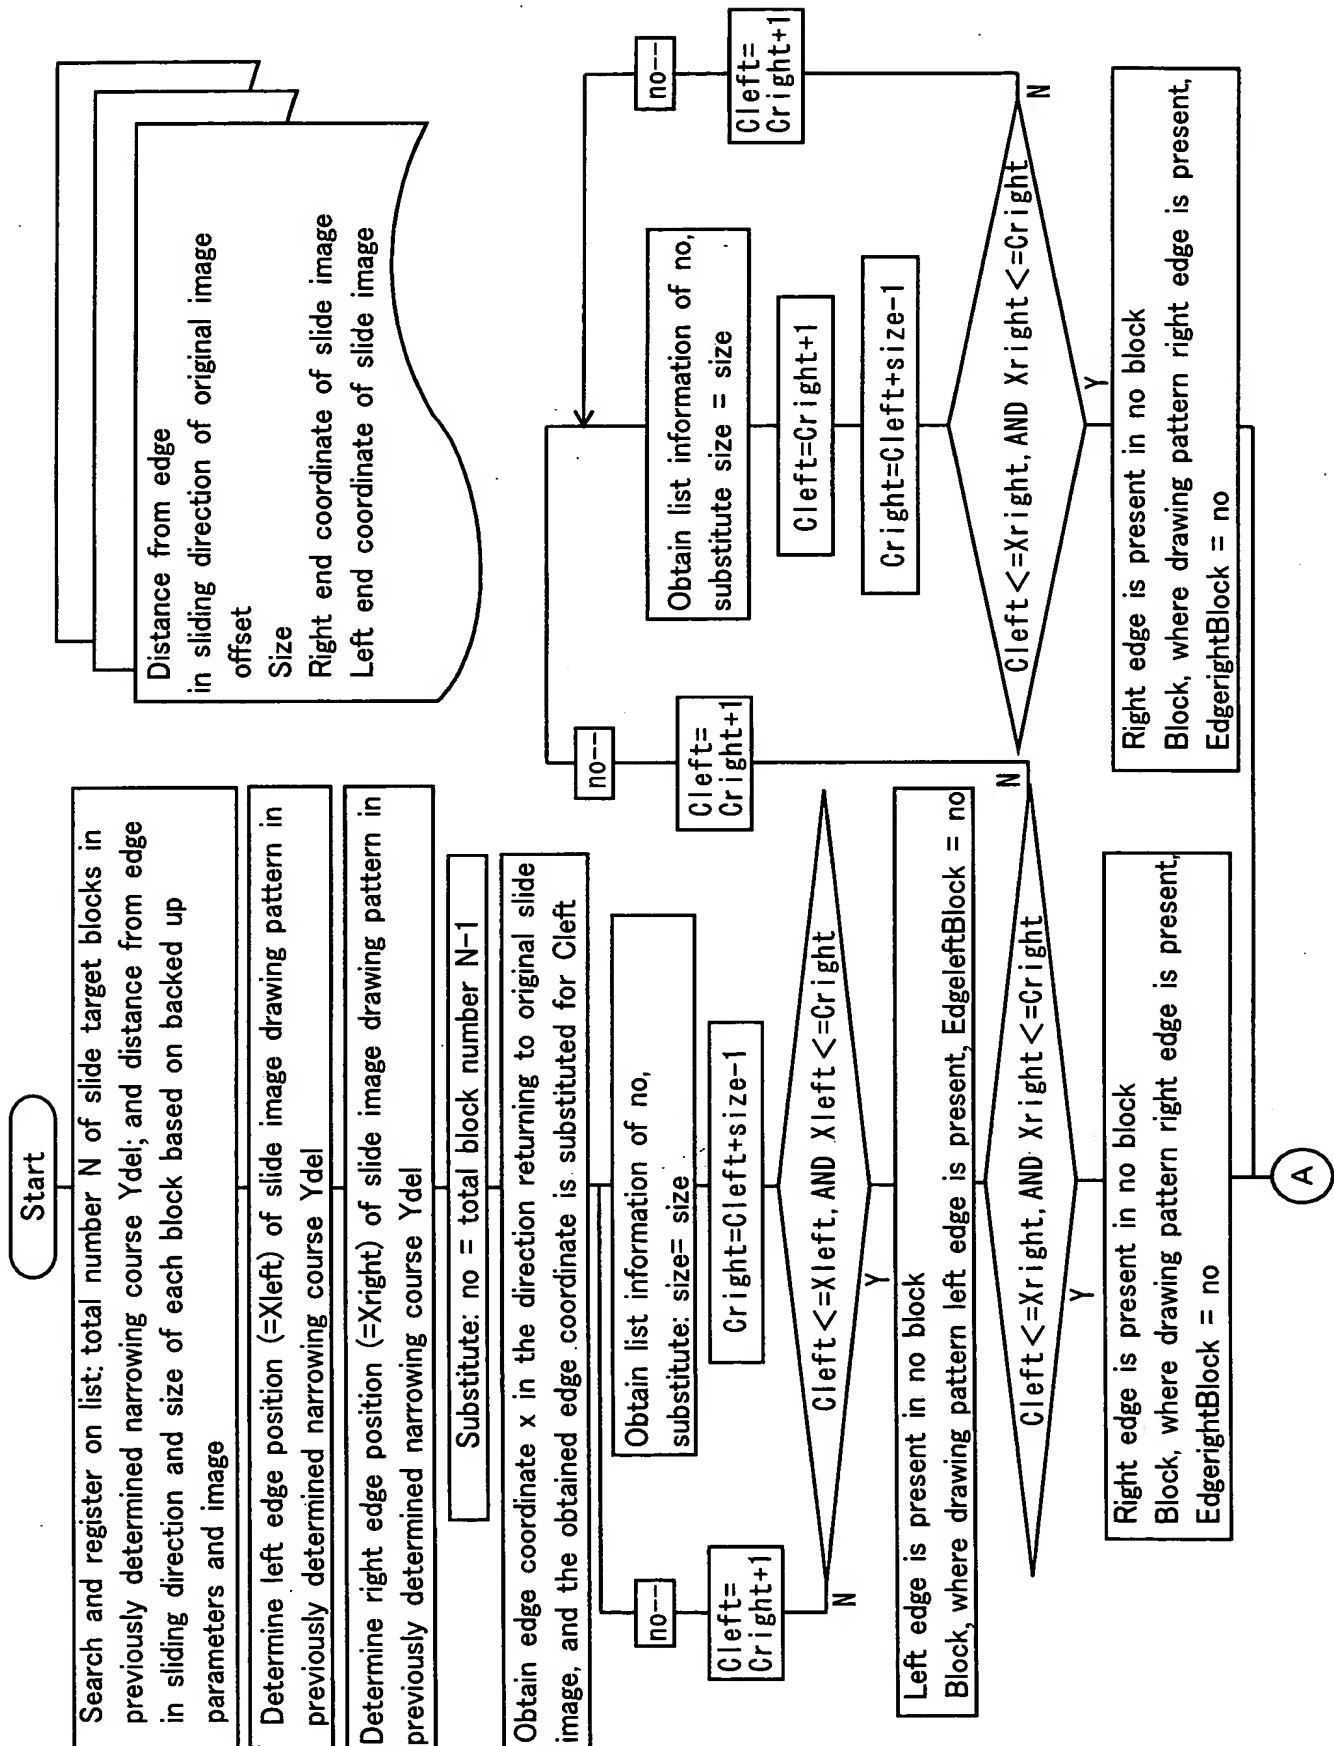 Start
Search and register on list: total number N of slide target blocks in
previously determined narrowing course Ydel; and distance from edge
in sliding direction and size of each block based on backed up
parameters and image
Determine left edge position (=Xleft) of slide image drawing pattern in
previously determined narrowing course Ydel
Determine right edge position (=Xright) of slide image drawing pattern in
previously determined narrowing course Ydel
Substitute: no = total block number N-1
Obtain edge coordinate x in the direction returning to original slide
image, and the obtained edge coordinate is substituted for Cleft
Obtain list information of no,
substitute: size= size
Cright=Cleft+size-1
Cleft<=Xleft, AND Xleft<=Cright
N
Cleft=
Cright+1
no--
Y
Left edge is present in no block
Block, where drawing pattern left edge is present, EdgeleftBlock = no
Cleft<=Xright, AND Xright<=Cright
N
Cleft=
Cright+1
no--
Y
Right edge is present in no block
Block, where drawing pattern right edge is present,
EdgerightBlock = no
A
Distance from edge
in sliding direction of original image
offset
Size
Right end coordinate of slide image
Left end coordinate of slide image
Obtain list information of no,
substitute size = size
Cleft=Cright+1
Cright=Cleft+size-1
Cleft<=Xright, AND Xright<=Cright
N
Cleft=
Cright+1
no--
Y
Right edge is present in no block
Block, where drawing pattern right edge is present,
EdgerightBlock = no